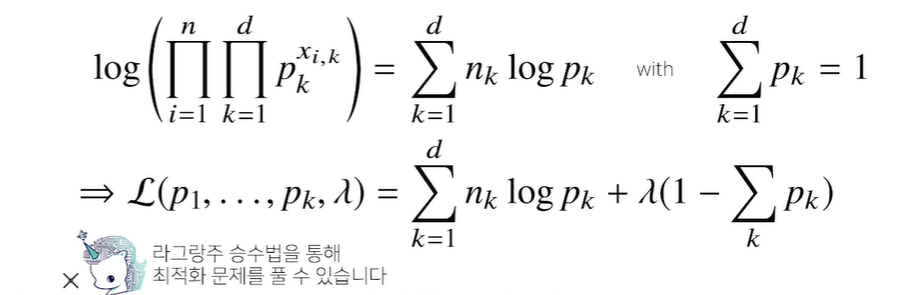 log(∏_{i=1}^{n} ∏_{k=1}^{d} p_k^{x_{i,k}}) = ∑_{k=1}^{d} n_k log p_k with ∑_{k=1}^{d} p_k = 1
⇒ ℒ(p_1, …, p_k, λ) = ∑_{k=1}^{d} n_k log p_k + λ(1 − ∑_k p_k)
×
라그랑주 승수법을 통해
최적화 문제를 풀 수 있습니다